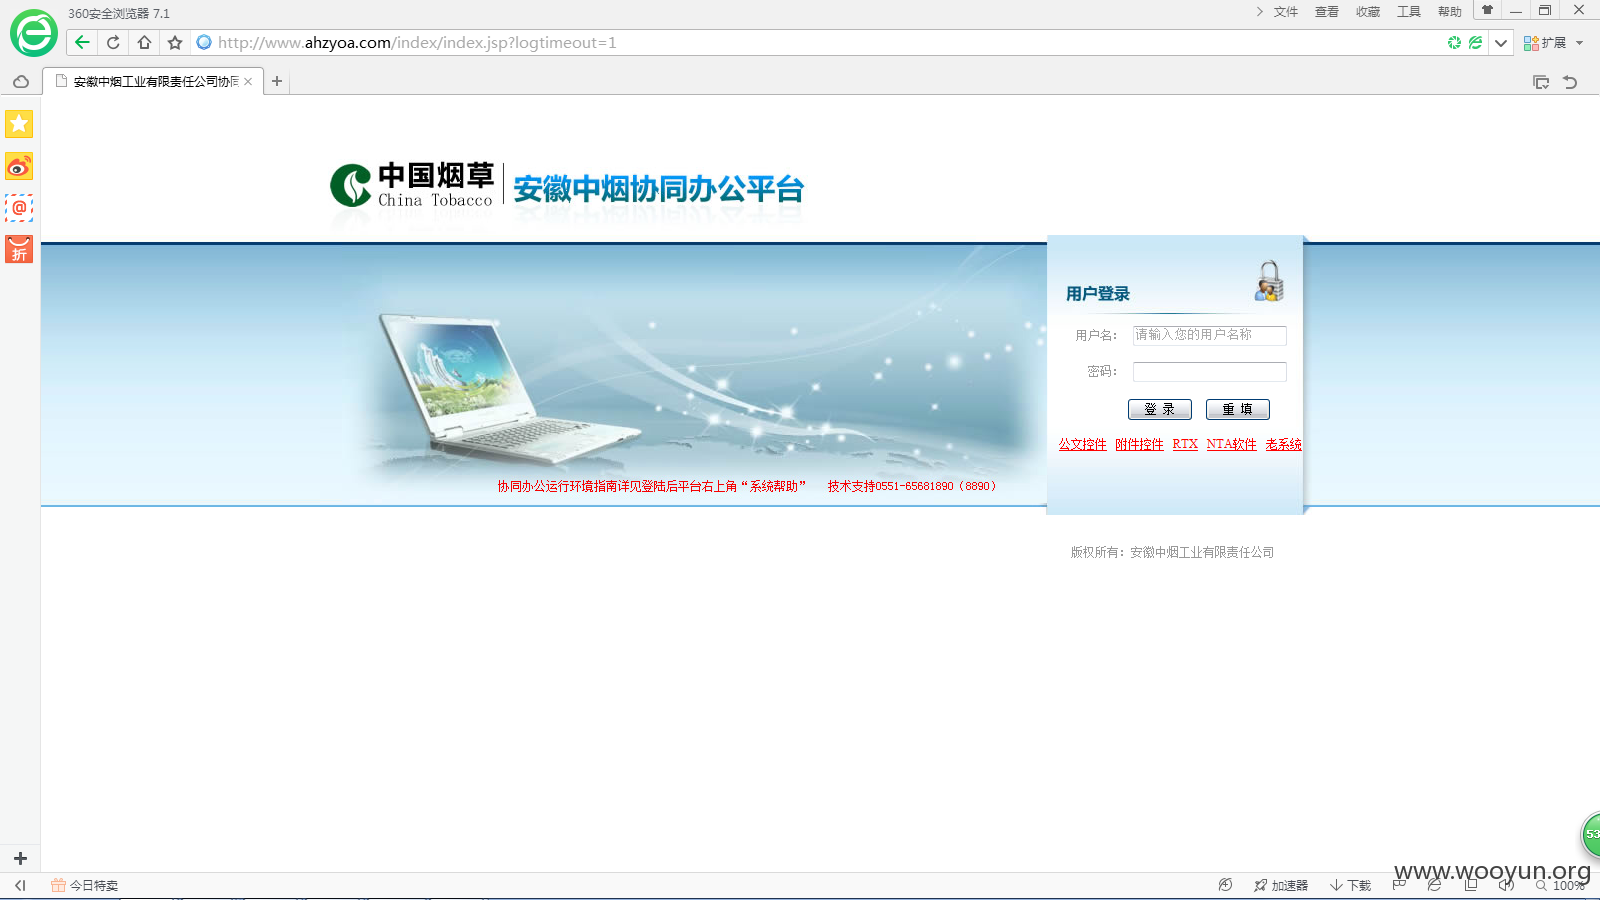 360安全浏览器 7.1
文件 查看 收藏 工具 帮助
http://www.ahzyoa.com/index/index.jsp?logtimeout=1
扩展
安徽中烟工业有限责任公司协同
折
中国烟草
China Tobacco
安徽中烟协同办公平台
用户登录
用户名: 请输入您的用户名称
密码:
登 录 重 填
公文控件 附件控件 RTX NTA软件 老系统
协同办公运行环境指南详见登陆后平台右上角“系统帮助” 技术支持0551-65681890（8890）
版权所有：安徽中烟工业有限责任公司
53
www.wooyun.org
今日特卖
加速器 下载 100%